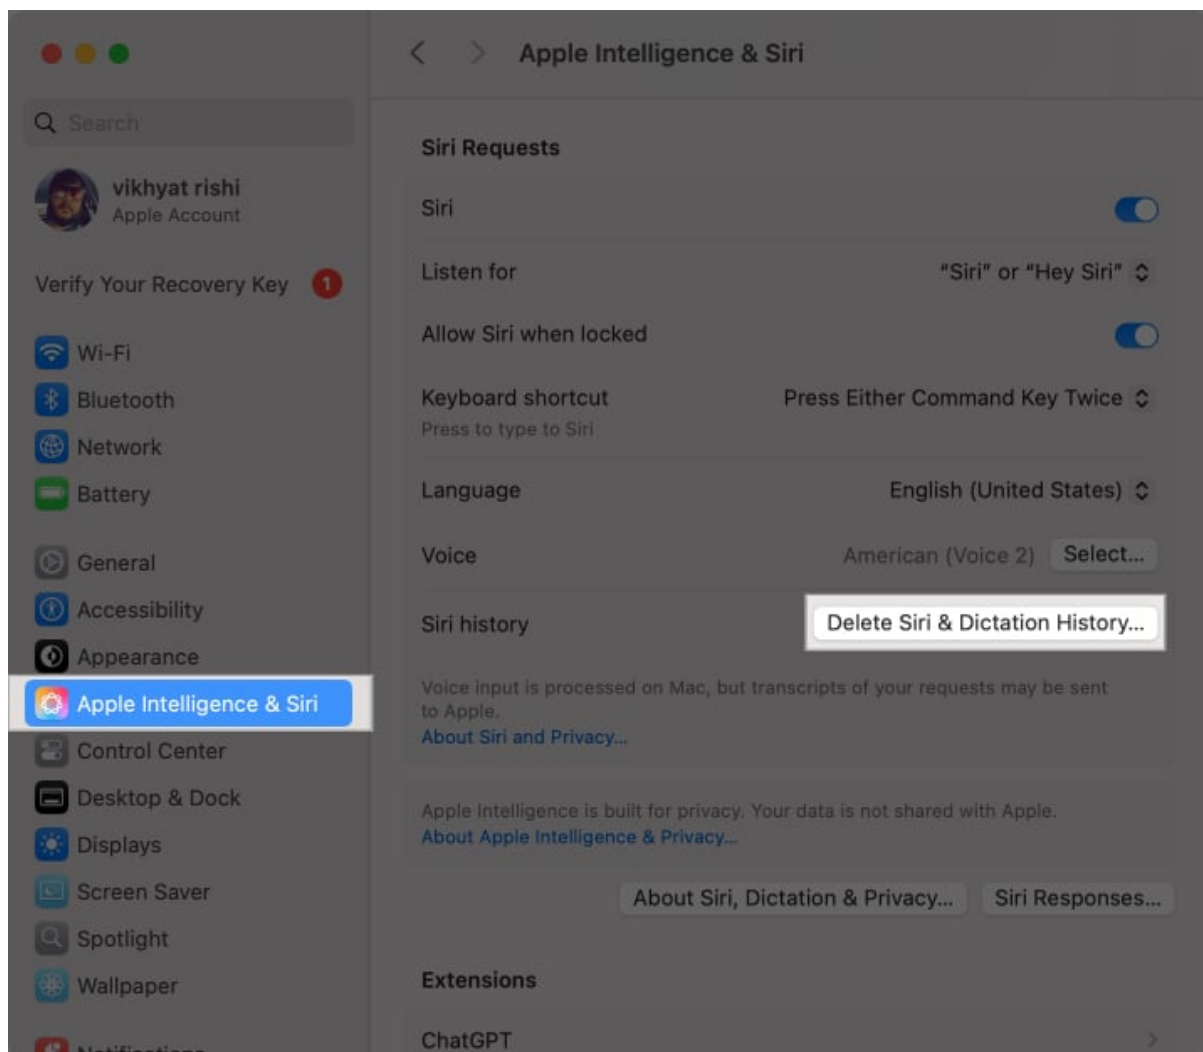 Apple Intelligence & Siri
Search
vikhyat rishi
Apple Account
Verify Your Recovery Key 1
Wi-Fi
Bluetooth
Network
Battery
General
Accessibility
Appearance
Apple Intelligence & Siri
Control Center
Desktop & Dock
Displays
Screen Saver
Spotlight
Wallpaper
Notifications
Siri Requests
Siri
Listen for "Siri" or "Hey Siri"
Allow Siri when locked
Keyboard shortcut Press Either Command Key Twice
Press to type to Siri
Language English (United States)
Voice American (Voice 2) Select...
Siri history Delete Siri & Dictation History...
Voice input is processed on Mac, but transcripts of your requests may be sent
to Apple.
About Siri and Privacy...
Apple Intelligence is built for privacy. Your data is not shared with Apple.
About Apple Intelligence & Privacy...
About Siri, Dictation & Privacy... Siri Responses...
Extensions
ChatGPT